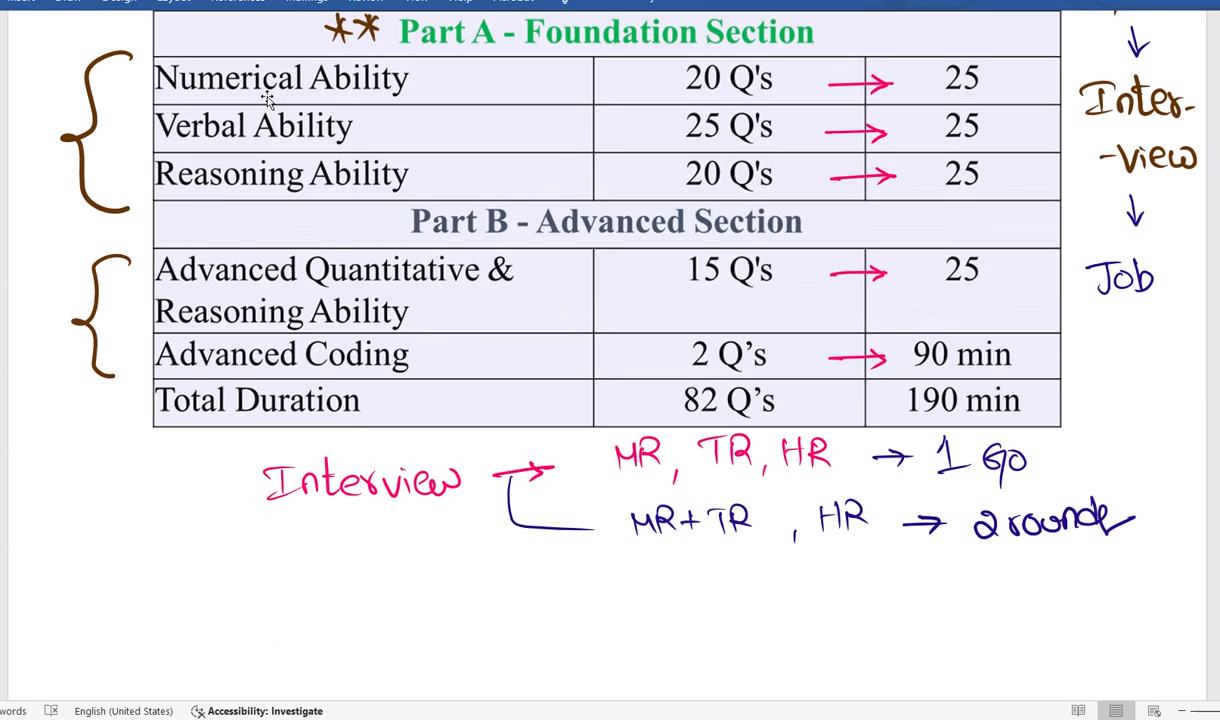 ** Part A - Foundation Section
Numerical Ability 20 Q's → 25
Verbal Ability 25 Q's → 25
Reasoning Ability 20 Q's → 25
Part B - Advanced Section
Advanced Quantitative & 15 Q's → 25
Reasoning Ability
Advanced Coding 2 Q’s → 90 min
Total Duration 82 Q’s 190 min
↓
Inter-
-view
↓
Job
Interview → MR, TR, HR → 1 Go
MR+TR, HR → 2 rounds
words English (United States) Accessibility: Investigate